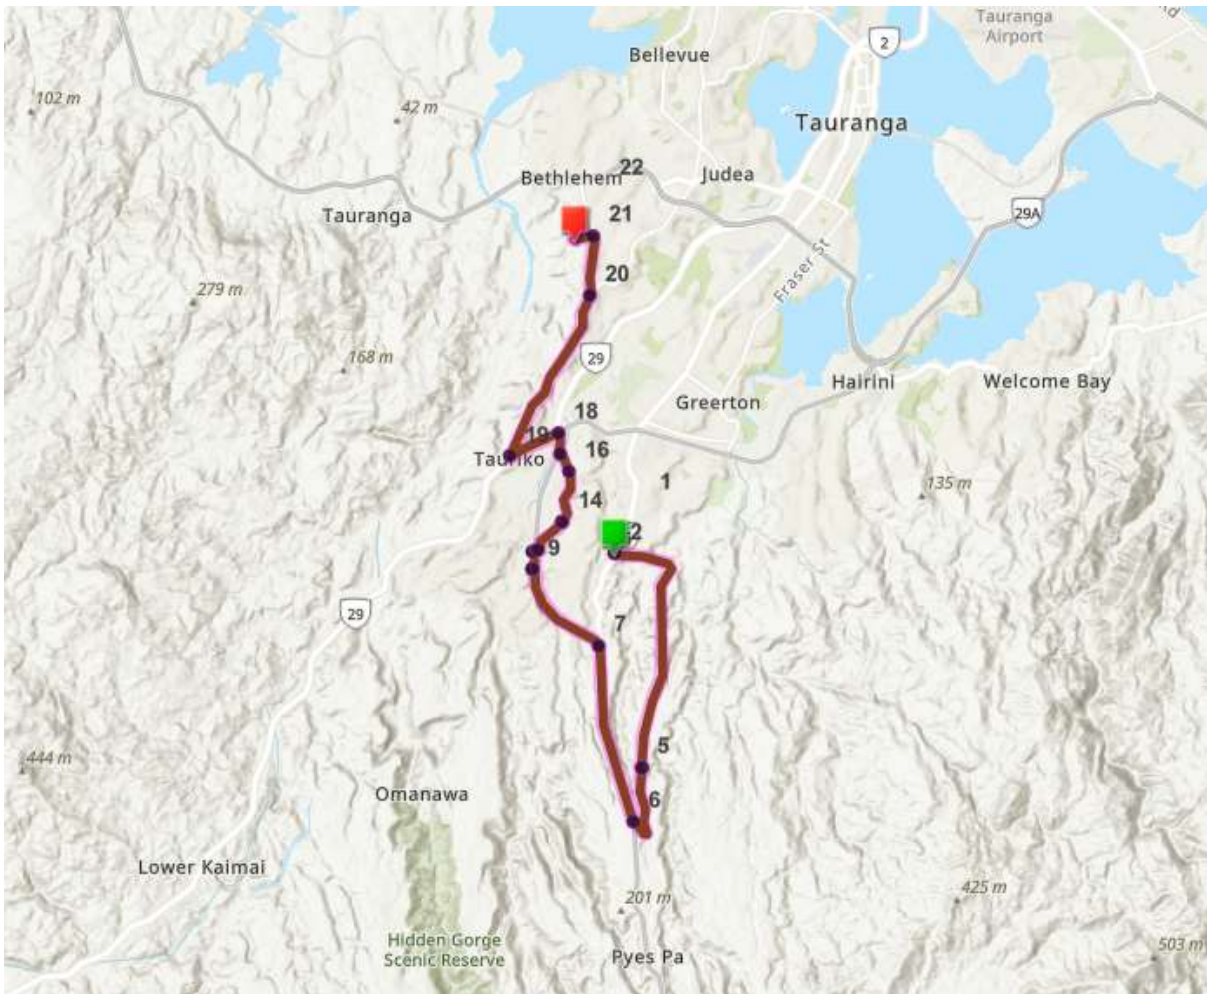 Tauranga
Airport
2
Bellevue
102 m
42 m
Tauranga
22
Bethlehem
Judea
Tauranga
21
29A
20
Fraser St
279 m
168 m
29
Hairini
Welcome Bay
Greerton
18
19
16
Tauriko
1
135 m
14
2
9
29
7
5
444 m
Omanawa
6
Lower Kaimai
425 m
201 m
Hidden Gorge
Scenic Reserve
Pyes Pa
503 m